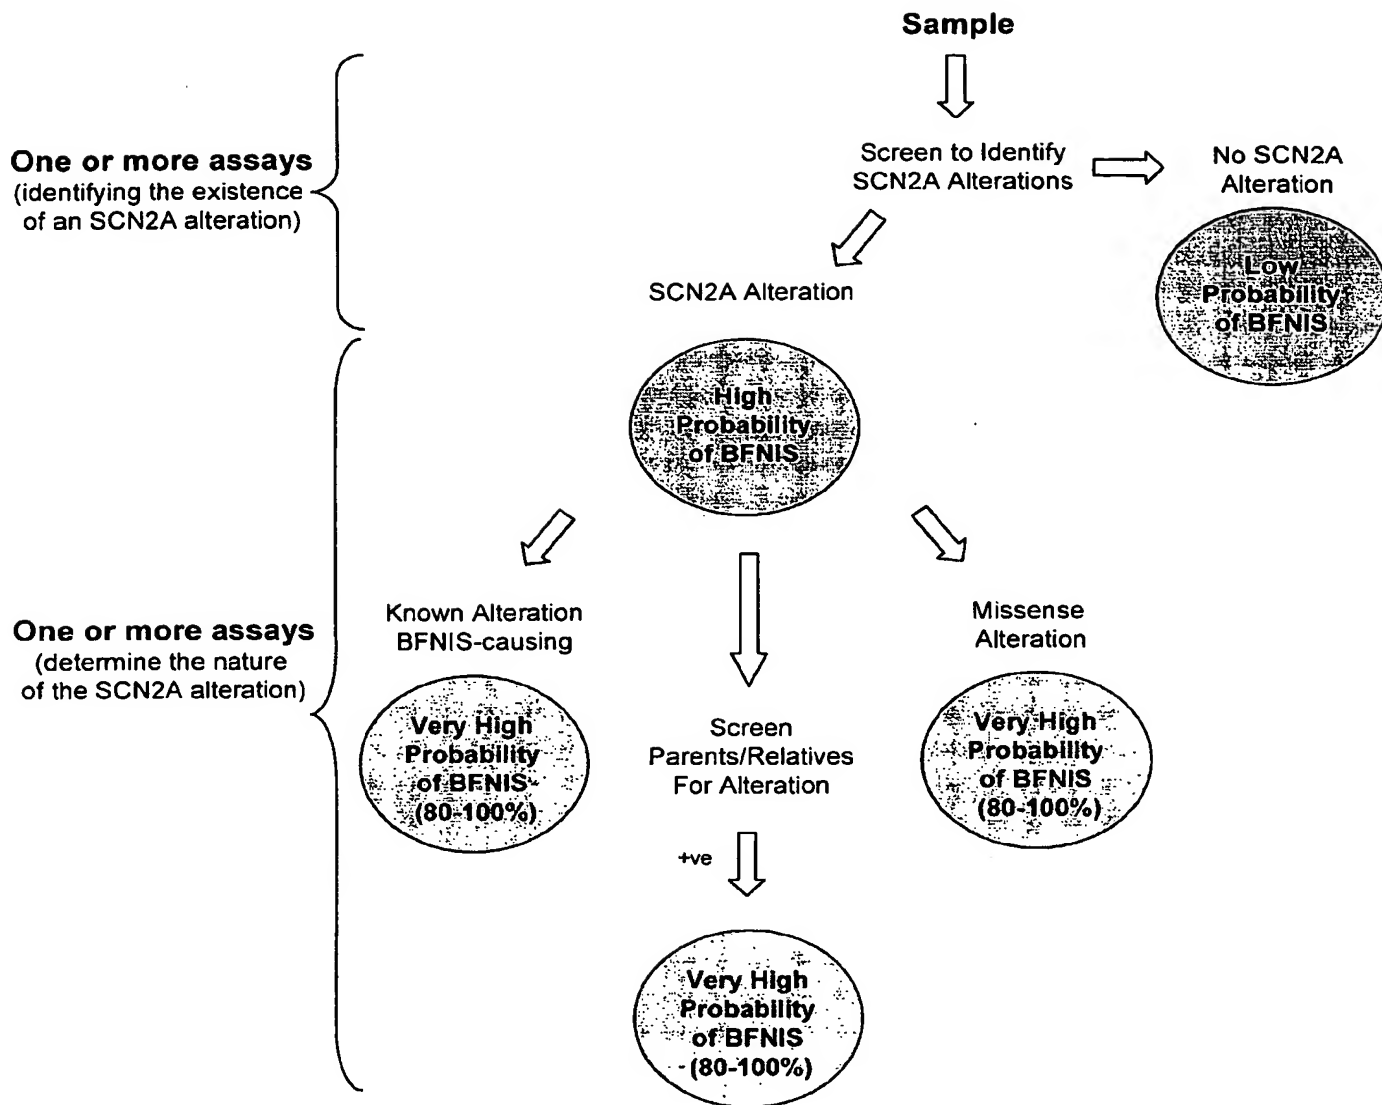 Sample
One or more assays
(identifying the existence
of an SCN2A alteration)
Screen to Identify
SCN2A Alterations
No SCN2A
Alteration
Low
Probability
of BFNIS
SCN2A Alteration
High
Probability
of BFNIS
One or more assays
(determine the nature
of the SCN2A alteration)
Known Alteration
BFNIS-causing
Very High
Probability
of BFNIS
(80-100%)
Screen
Parents/Relatives
For Alteration
+ve
Very High
Probability
of BFNIS
(80-100%)
Missense
Alteration
Very High
Probability
of BFNIS
(80-100%)